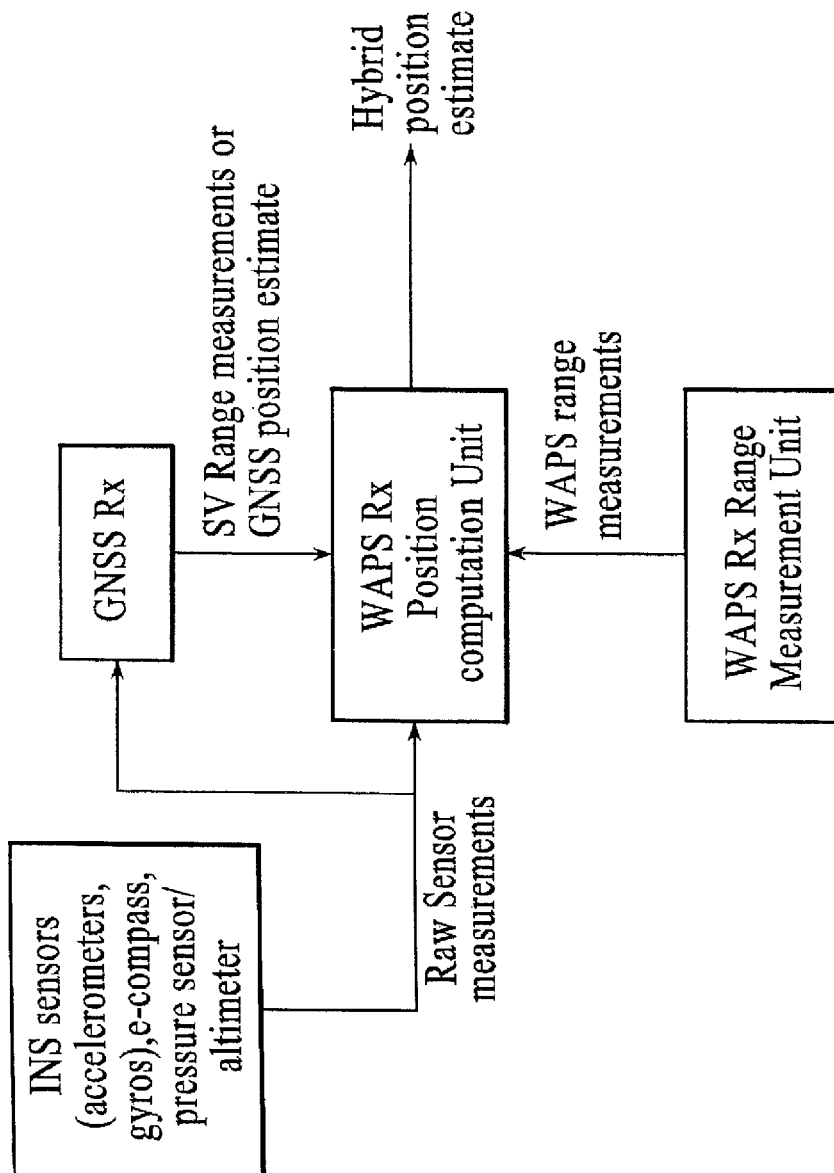 INS sensors
(accelerometers,
gyros),e-compass,
pressure sensor/
altimeter
GNSS Rx
SV Range measurements or
GNSS position estimate
Raw Sensor
measurements
WAPS Rx
Position
computation Unit
Hybrid
position
estimate
WAPS range
measurements
WAPS Rx Range
Measurement Unit